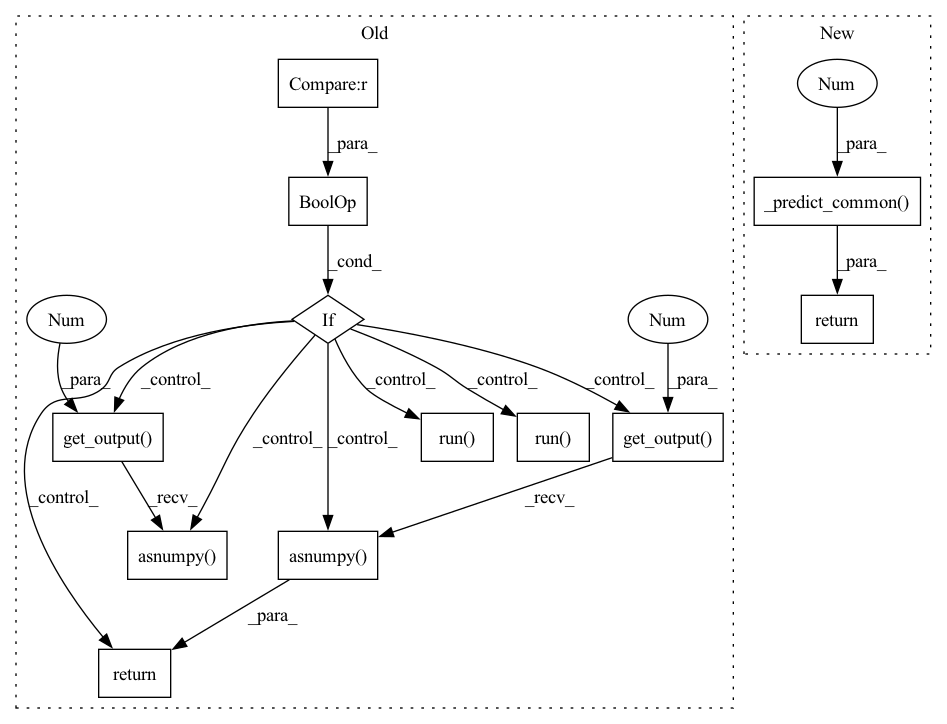 Old
New
Compare:r
Num
_para_
_para_
BoolOp
_predict_common()
_cond_
_para_
Num
If
Num
return
_para_
_control_
_control_
_control_
_control_
_para_
get_output()
run()
run()
get_output()
_control_
_recv_
_control_
_control_
_recv_
asnumpy()
asnumpy()
_para_
return